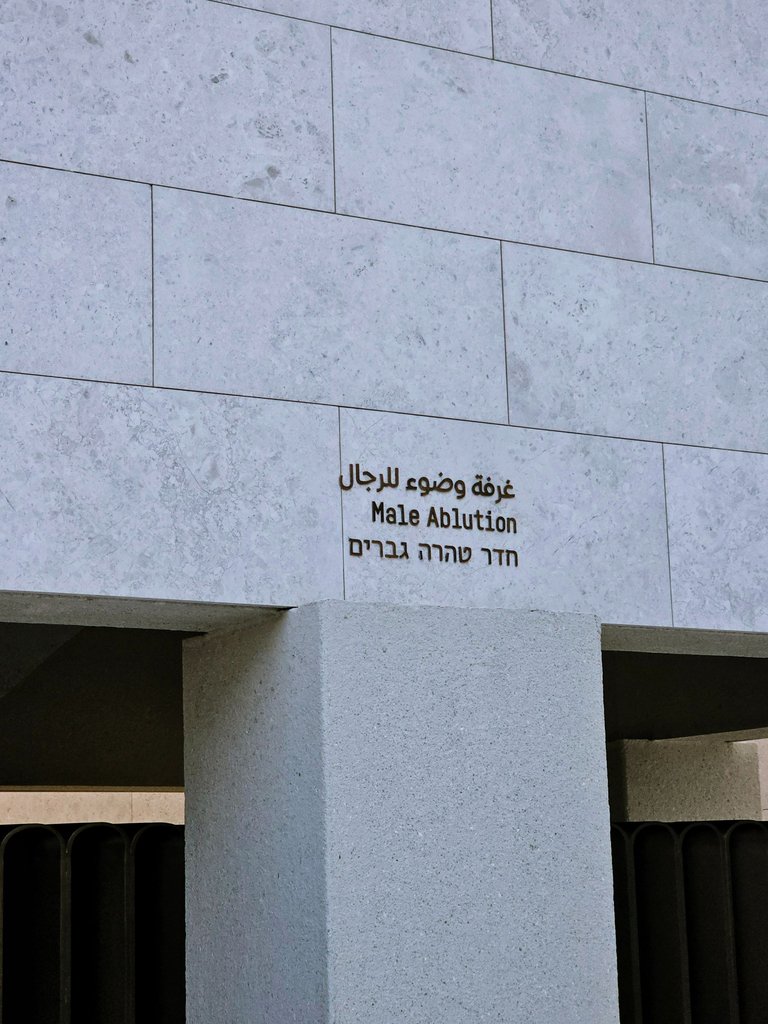 غرفة وضوء للرجال
Male Ablution
חדר טהרה גברים